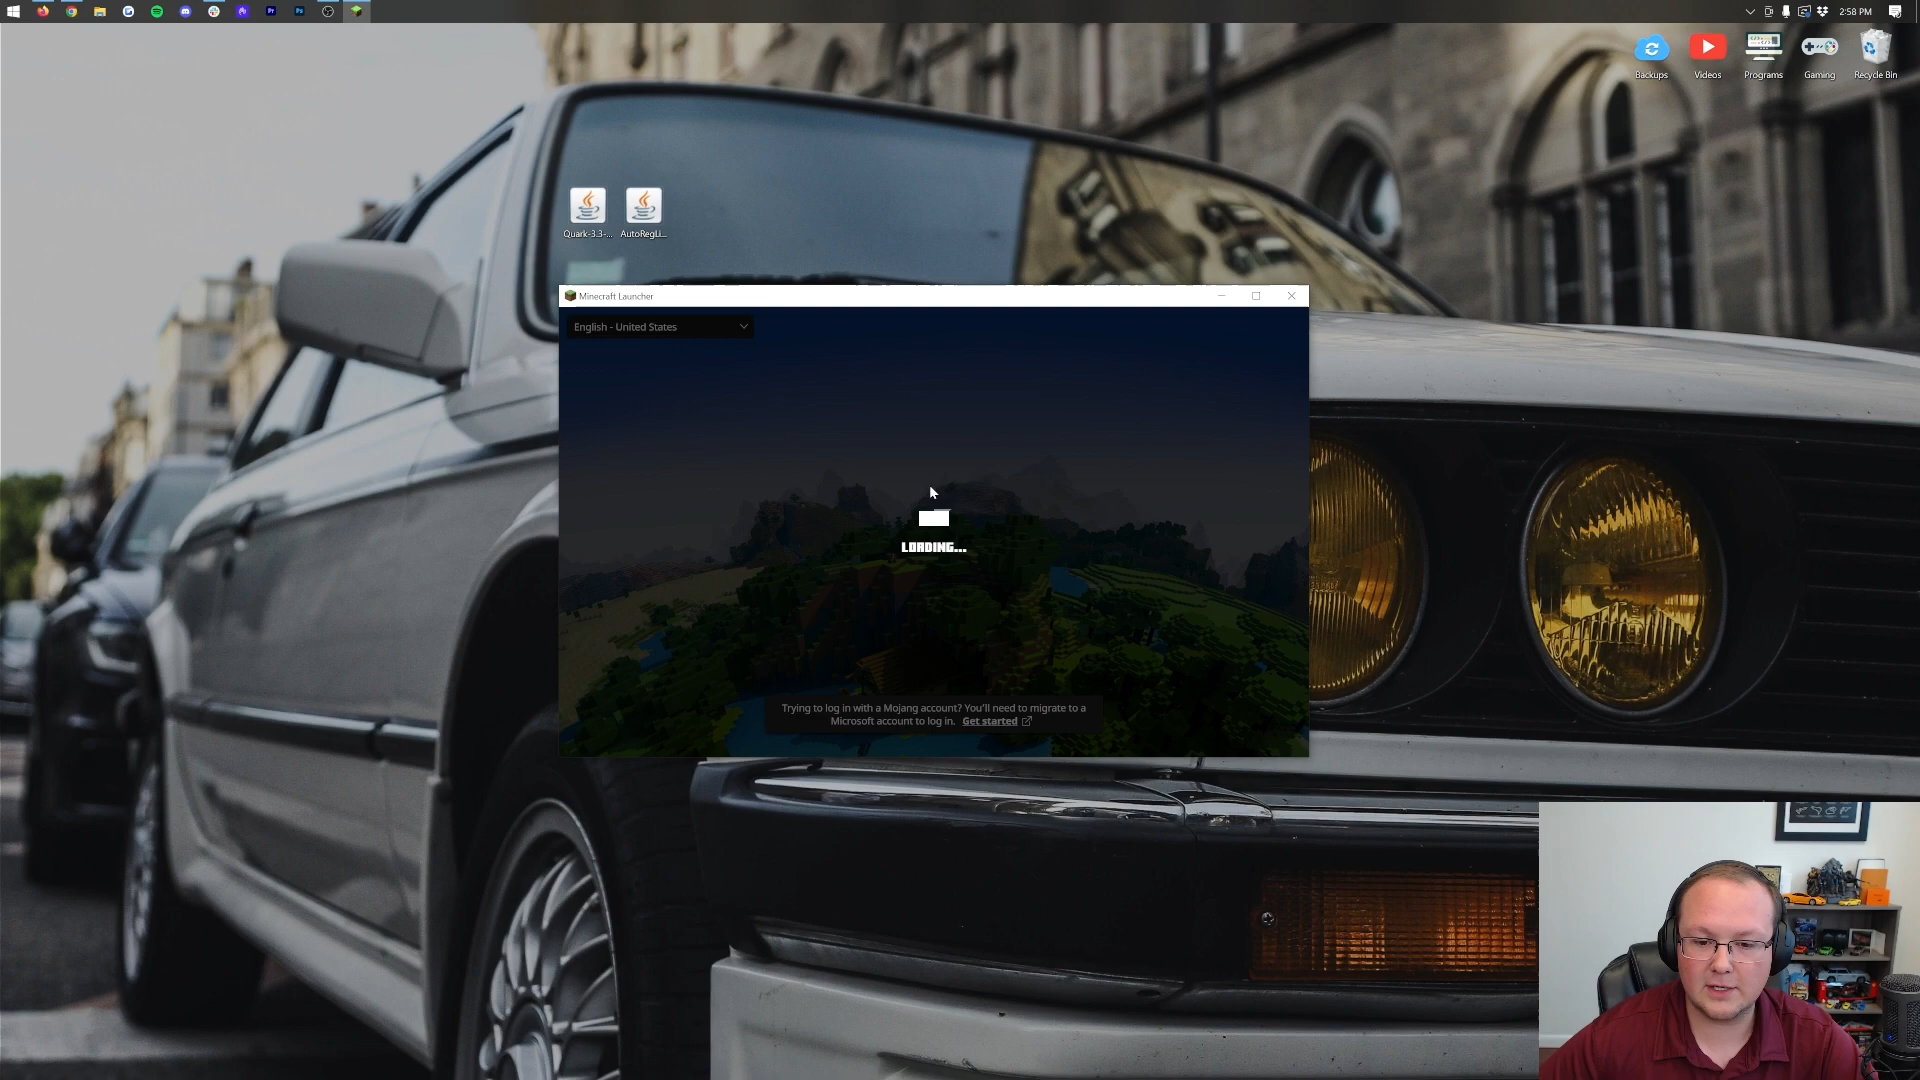 2:58 PM
Backups
Videos
Programs
Gaming
Recycle Bin
Quark-3.3-...
AutoRegLi...
Minecraft Launcher
English - United States
LOADING...
Trying to log in with a Mojang account? You'll need to migrate to a
Microsoft account to log in. Get started